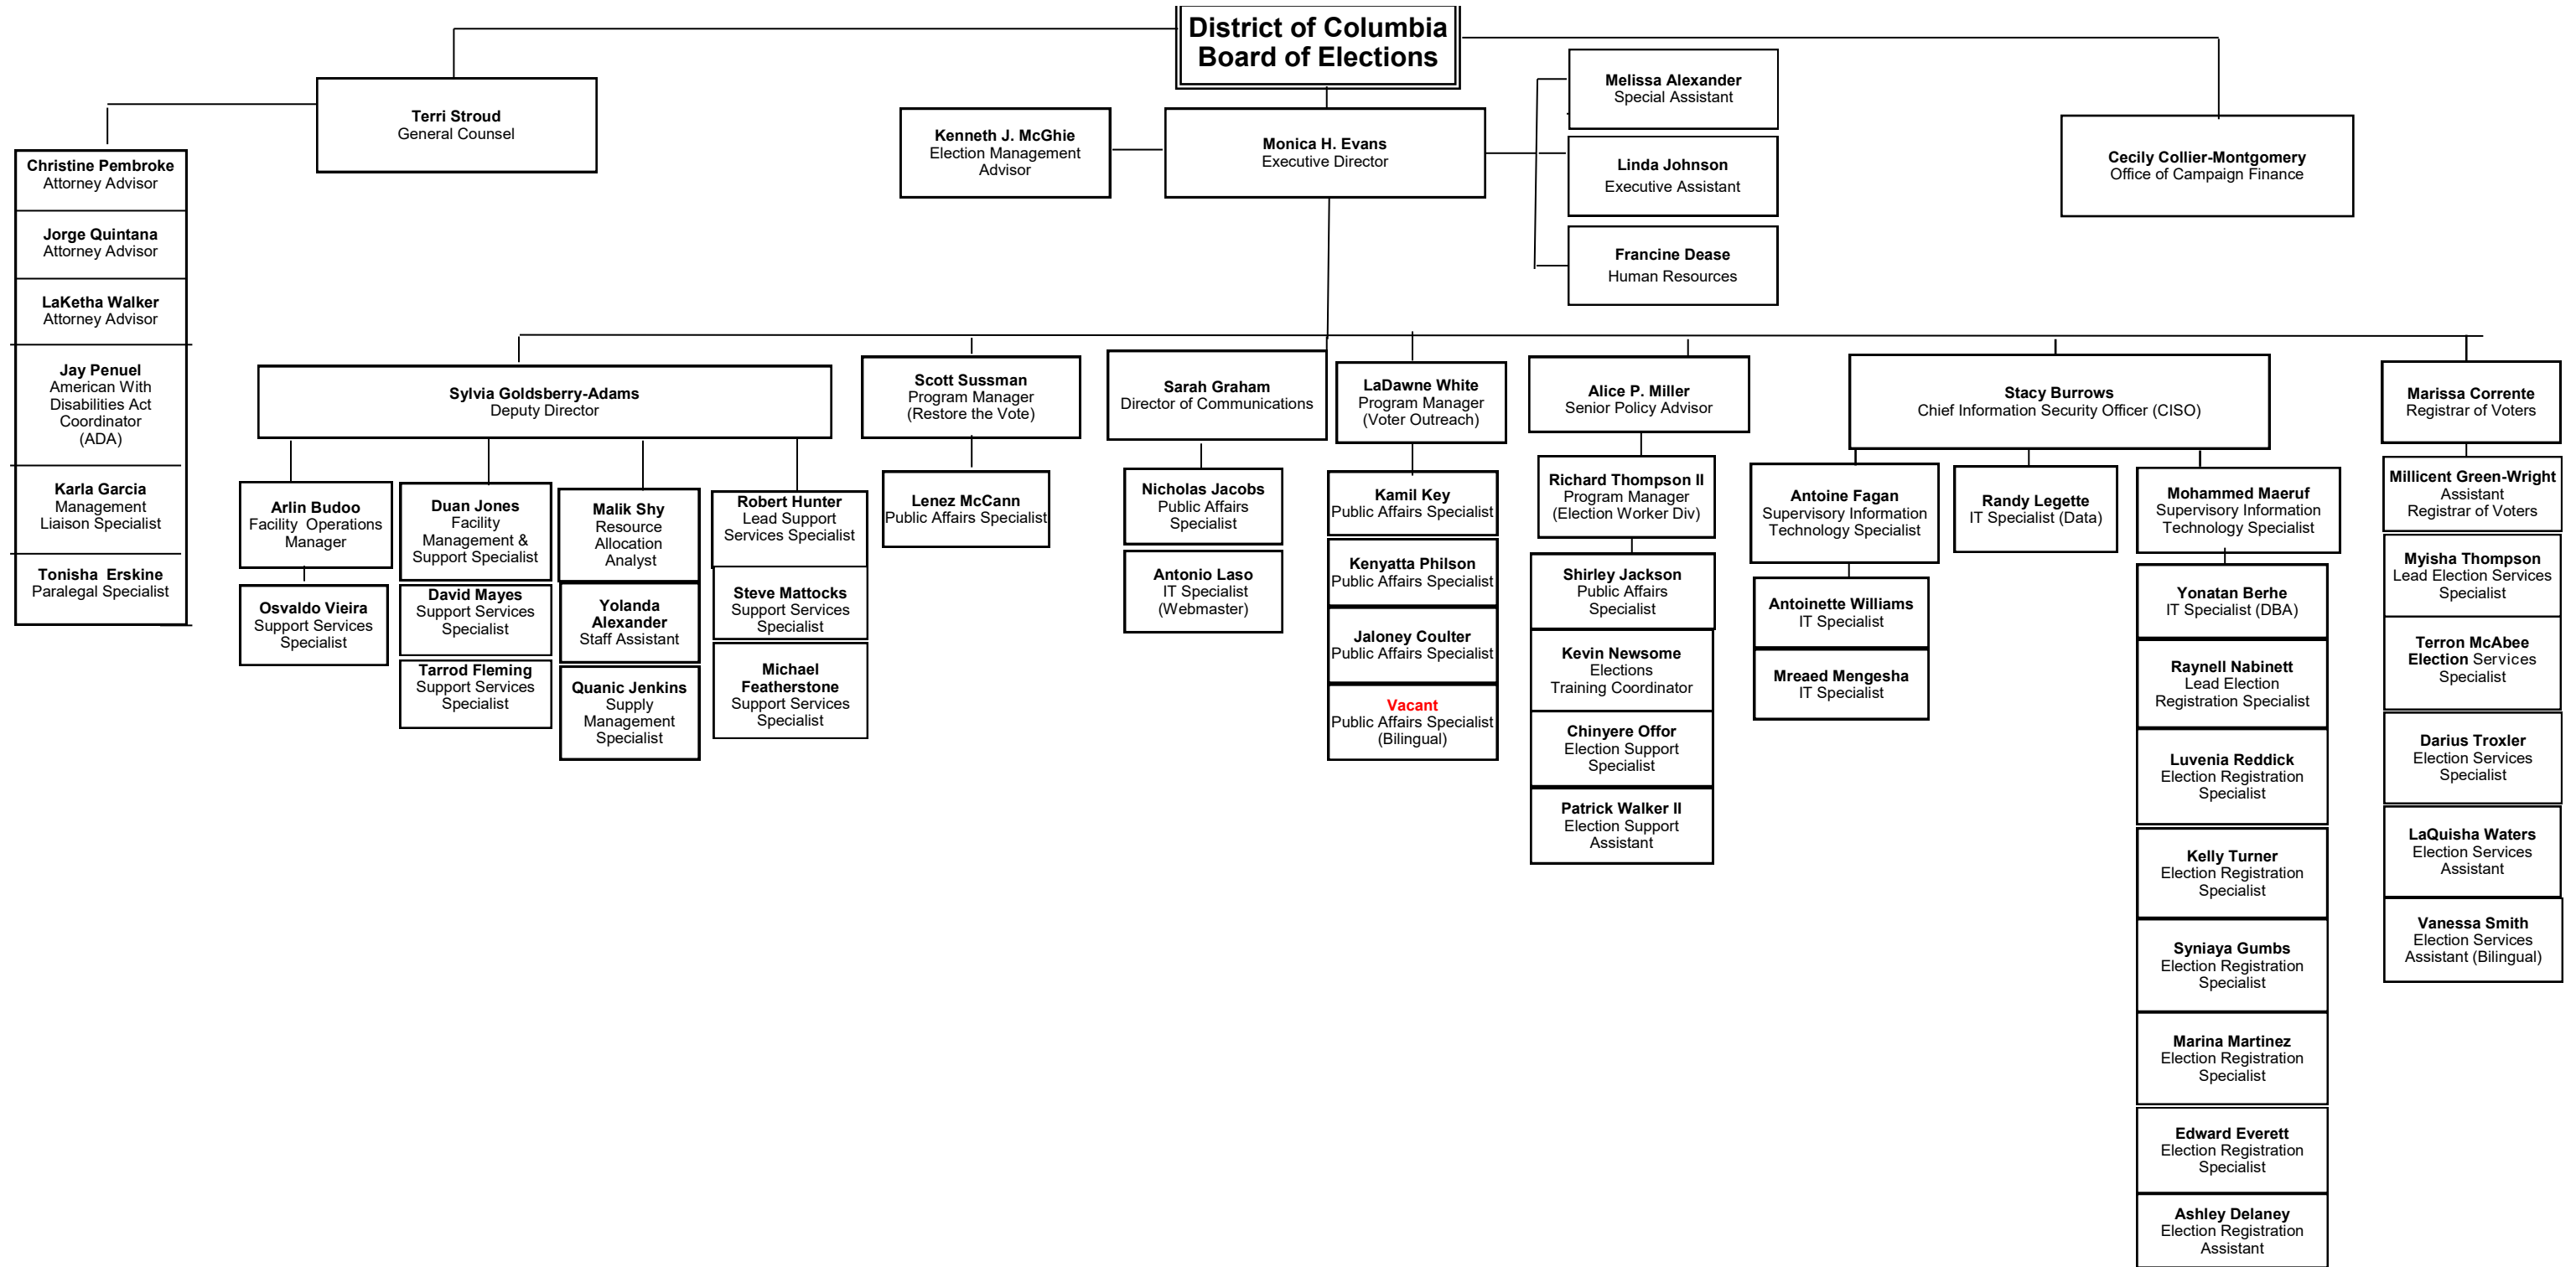 District of Columbia
Board of Elections
Terri Stroud
General Counsel
Kenneth J. McGhie
Election Management
Advisor
Monica H. Evans
Executive Director
Melissa Alexander
Special Assistant
Linda Johnson
Executive Assistant
Francine Dease
Human Resources
Cecily Collier-Montgomery
Office of Campaign Finance
Christine Pembroke
Attorney Advisor
Jorge Quintana
Attorney Advisor
LaKetha Walker
Attorney Advisor
Jay Penuel
American With
Disabilities Act
Coordinator
(ADA)
Karla Garcia
Management
Liaison Specialist
Tonisha Erskine
Paralegal Specialist
Sylvia Goldsberry-Adams
Deputy Director
Arlin Budoo
Facility Operations
Manager
Osvaldo Vieira
Support Services
Specialist
Duan Jones
Facility
Management &
Support Specialist
David Mayes
Support Services
Specialist
Tarrod Fleming
Support Services
Specialist
Malik Shy
Resource
Allocation
Analyst
Yolanda
Alexander
Staff Assistant
Quanic Jenkins
Supply
Management
Specialist
Robert Hunter
Lead Support
Services Specialist
Steve Mattocks
Support Services
Specialist
Michael
Featherstone
Support Services
Specialist
Scott Sussman
Program Manager
(Restore the Vote)
Lenez McCann
Public Affairs Specialist
Sarah Graham
Director of Communications
Nicholas Jacobs
Public Affairs
Specialist
Antonio Laso
IT Specialist
(Webmaster)
LaDawne White
Program Manager
(Voter Outreach)
Kamil Key
Public Affairs Specialist
Kenyatta Philson
Public Affairs Specialist
Jaloney Coulter
Public Affairs Specialist
Vacant
Public Affairs Specialist
(Bilingual)
Alice P. Miller
Senior Policy Advisor
Richard Thompson II
Program Manager
(Election Worker Div)
Shirley Jackson
Public Affairs
Specialist
Kevin Newsome
Elections
Training Coordinator
Chinyere Offor
Election Support
Specialist
Patrick Walker II
Election Support
Assistant
Stacy Burrows
Chief Information Security Officer (CISO)
Antoine Fagan
Supervisory Information
Technology Specialist
Antoinette Williams
IT Specialist
Mreaed Mengesha
IT Specialist
Randy Legette
IT Specialist (Data)
Mohammed Maeruf
Supervisory Information
Technology Specialist
Yonatan Berhe
IT Specialist (DBA)
Raynell Nabinett
Lead Election
Registration Specialist
Luvenia Reddick
Election Registration
Specialist
Kelly Turner
Election Registration
Specialist
Syniaya Gumbs
Election Registration
Specialist
Marina Martinez
Election Registration
Specialist
Edward Everett
Election Registration
Specialist
Ashley Delaney
Election Registration
Assistant
Marissa Corrente
Registrar of Voters
Millicent Green-Wright
Assistant
Registrar of Voters
Myisha Thompson
Lead Election Services
Specialist
Terron McAbee
Election Services
Specialist
Darius Troxler
Election Services
Specialist
LaQuisha Waters
Election Services
Assistant
Vanessa Smith
Election Services
Assistant (Bilingual)